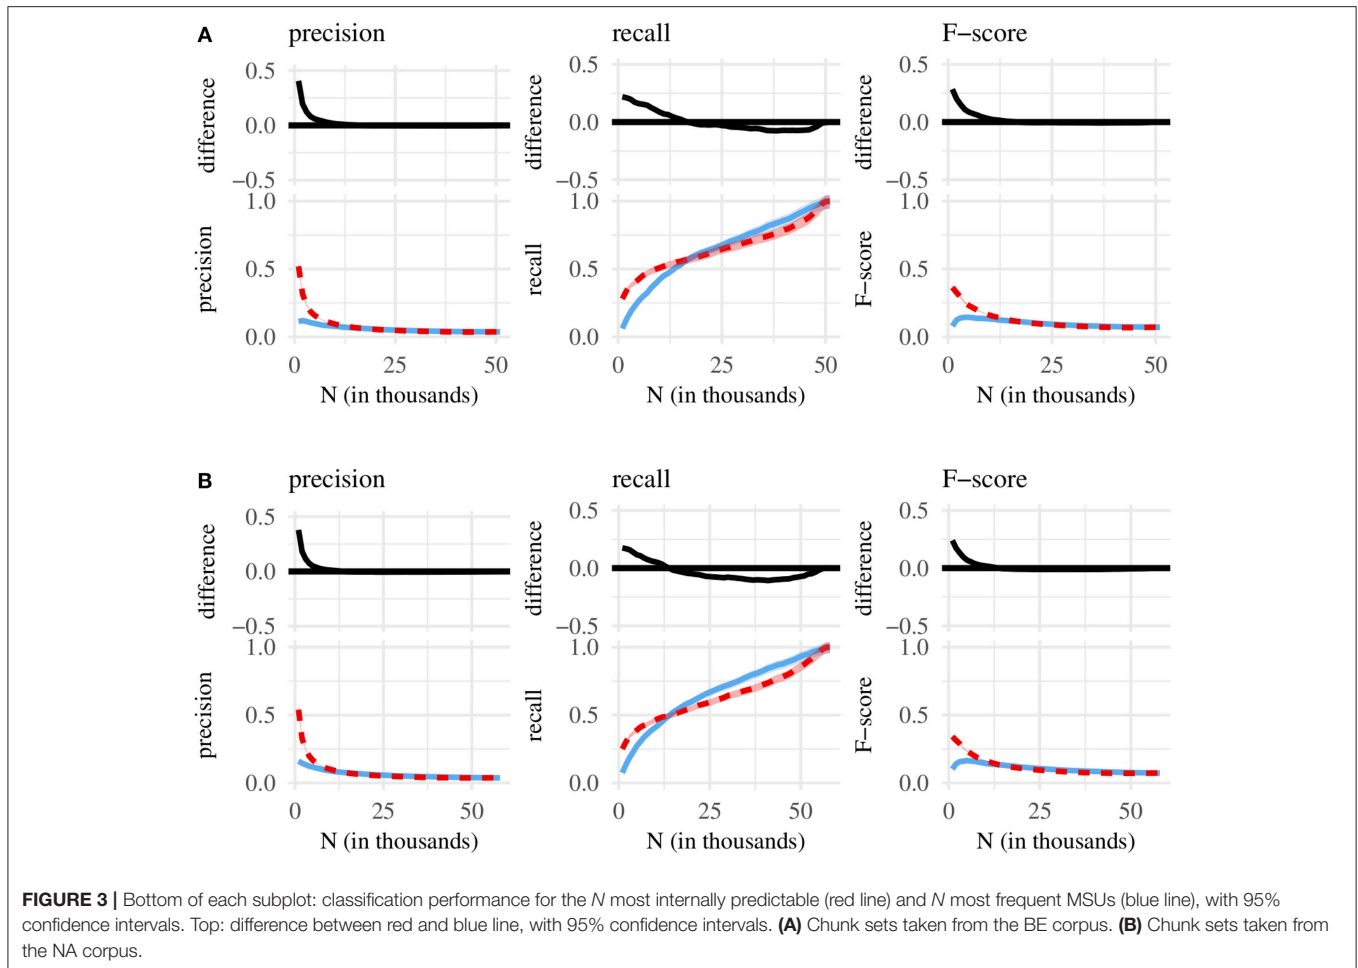 A precision recall F−score
0.5 0.5 0.5
difference difference difference
0.0 0.0 0.0
−0.5 −0.5 −0.5
1.0 1.0 1.0
precision recall F−score
0.5 0.5 0.5
0.0 0.0 0.0
0 25 50 0 25 50 0 25 50
N (in thousands) N (in thousands) N (in thousands)
B precision recall F−score
0.5 0.5 0.5
difference difference difference
0.0 0.0 0.0
−0.5 −0.5 −0.5
1.0 1.0 1.0
precision recall F−score
0.5 0.5 0.5
0.0 0.0 0.0
0 25 50 0 25 50 0 25 50
N (in thousands) N (in thousands) N (in thousands)
FIGURE 3 | Bottom of each subplot: classification performance for the N most internally predictable (red line) and N most frequent MSUs (blue line), with 95%
confidence intervals. Top: difference between red and blue line, with 95% confidence intervals. (A) Chunk sets taken from the BE corpus. (B) Chunk sets taken from
the NA corpus.